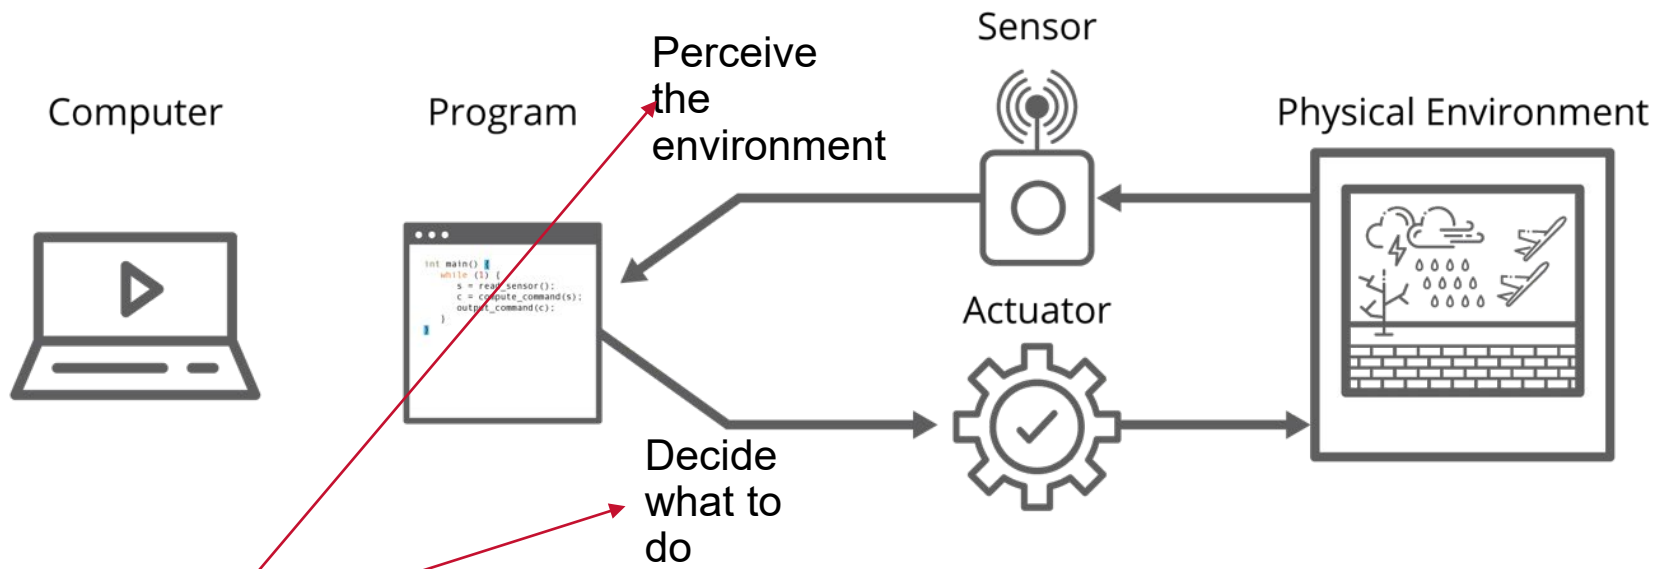 Sensor
Perceive
the
environment
Computer
Program
Physical Environment
int main() {
while (1) {
s = read_sensor();
c = compute_command(s);
output_command(c);
}
}
Actuator
Decide
what to
do